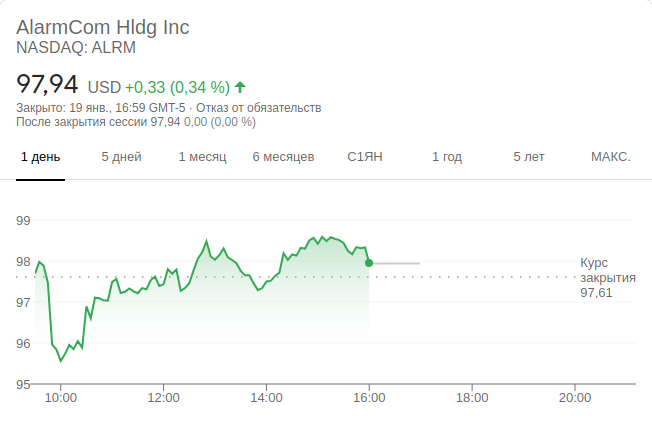 AlarmCom Hldg Inc
NASDAQ: ALRM
97,94 USD +0,33 (0,34 %)
Закрыто: 19 янв., 16:59 GMT-5 · Отказ от обязательств
После закрытия сессии 97,94 0,00 (0,00 %)
1 день 5 дней 1 месяц 6 месяцев С1ЯН 1 год 5 лет МАКС.
99
98
97
96
95
Курс
закрытия
97,61
10:00 12:00 14:00 16:00 18:00 20:00